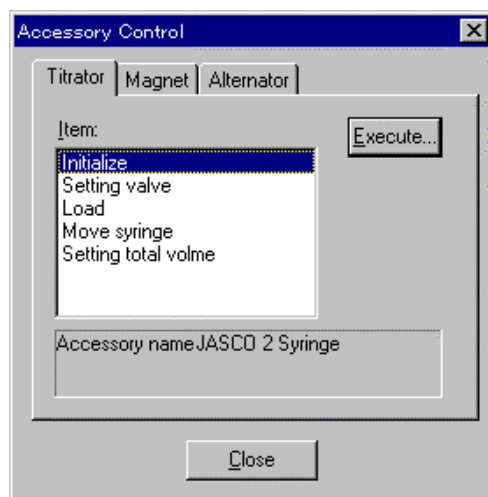 Accessory Control
Titrator Magnet Alternator
Item:
Execute...
Initialize
Setting valve
Load
Move syringe
Setting total volme
Accessory nameJASCO 2 Syringe
Close